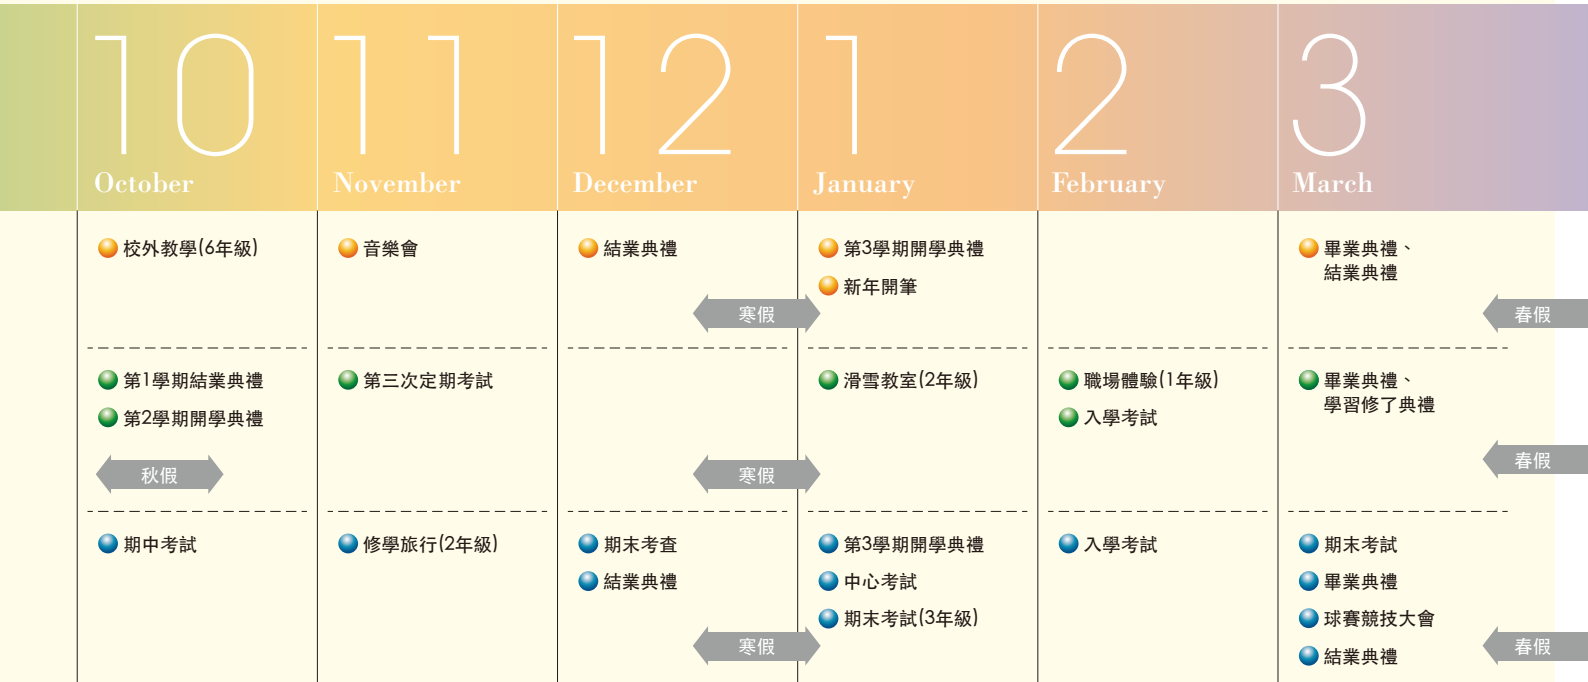 10
October
11
November
12
December
1
January
2
February
3
March
校外教學(6年級)
音樂會
結業典禮
第3學期開學典禮
新年開筆
畢業典禮、
結業典禮
寒假
春假
第1學期結業典禮
第2學期開學典禮
第三次定期考試
滑雪教室(2年級)
職場體驗(1年級)
入學考試
畢業典禮、
學習修了典禮
秋假
寒假
春假
期中考試
修學旅行(2年級)
期末考查
結業典禮
第3學期開學典禮
中心考試
期末考試(3年級)
入學考試
期末考試
畢業典禮
球賽競技大會
結業典禮
寒假
春假